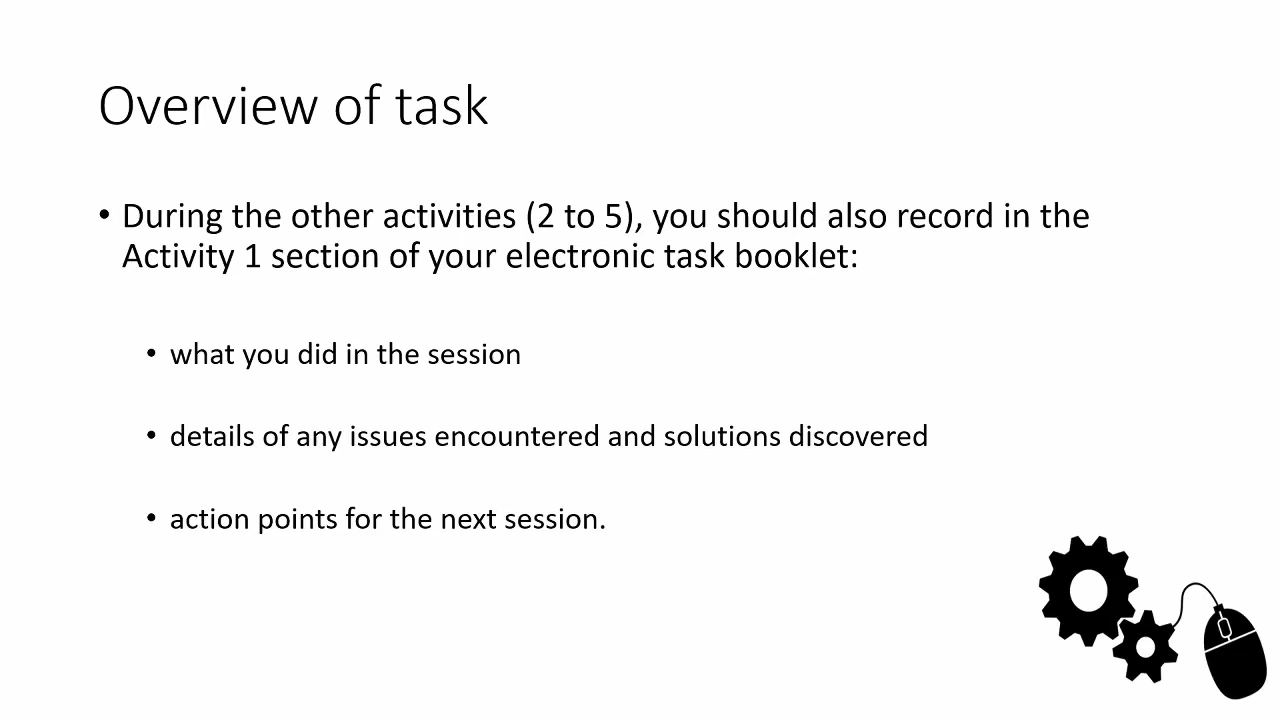 Overview of task
• During the other activities (2 to 5), you should also record in the
Activity 1 section of your electronic task booklet:
• what you did in the session
• details of any issues encountered and solutions discovered
• action points for the next session.